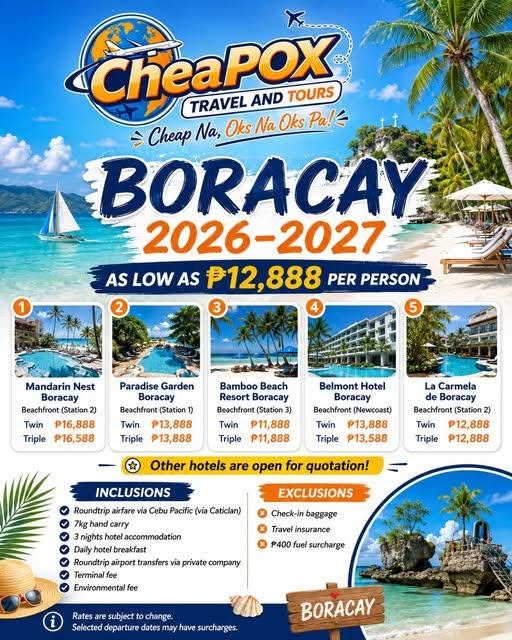 CheaPOX
TRAVEL AND TOURS
Cheap Na, Oks Na Oks Pa!
BORACAY
2026-2027
AS LOW AS ₱12,888 PER PERSON
1
Mandarin Nest
Boracay
Beachfront (Station 2)
Twin ₱16,888
Triple ₱16,588
2
Paradise Garden
Boracay
Beachfront (Station 1)
Twin ₱13,888
Triple ₱13,888
3
Bamboo Beach
Resort Boracay
Beachfront (Station 3)
Twin ₱11,888
Triple ₱11,888
4
Belmont Hotel
Boracay
Beachfront (Newcoast)
Twin ₱13,888
Triple ₱13,588
5
La Carmela
de Boracay
Beachfront (Station 2)
Twin ₱12,888
Triple ₱12,888
Other hotels are open for quotation!
INCLUSIONS
Roundtrip airfare via Cebu Pacific (via Caticlan)
7kg hand carry
3 nights hotel accommodation
Daily hotel breakfast
Roundtrip airport transfers via private company
Terminal fee
Environmental fee
EXCLUSIONS
Check-in baggage
Travel insurance
₱400 fuel surcharge
Rates are subject to change.
Selected departure dates may have surcharges.
BORACAY